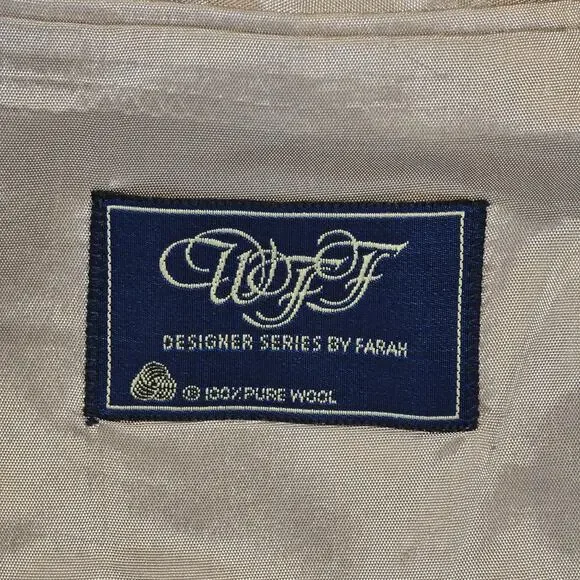 WFF
DESIGNER SERIES BY FARAH
® 100% PURE WOOL